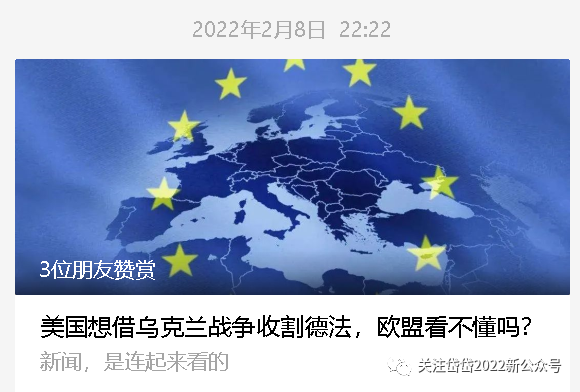 2022年2月8日 22:22
3位朋友赞赏
美国想借乌克兰战争收割德法，欧盟看不懂吗？
新闻，是连起来看的
关注岱岱2022新公众号